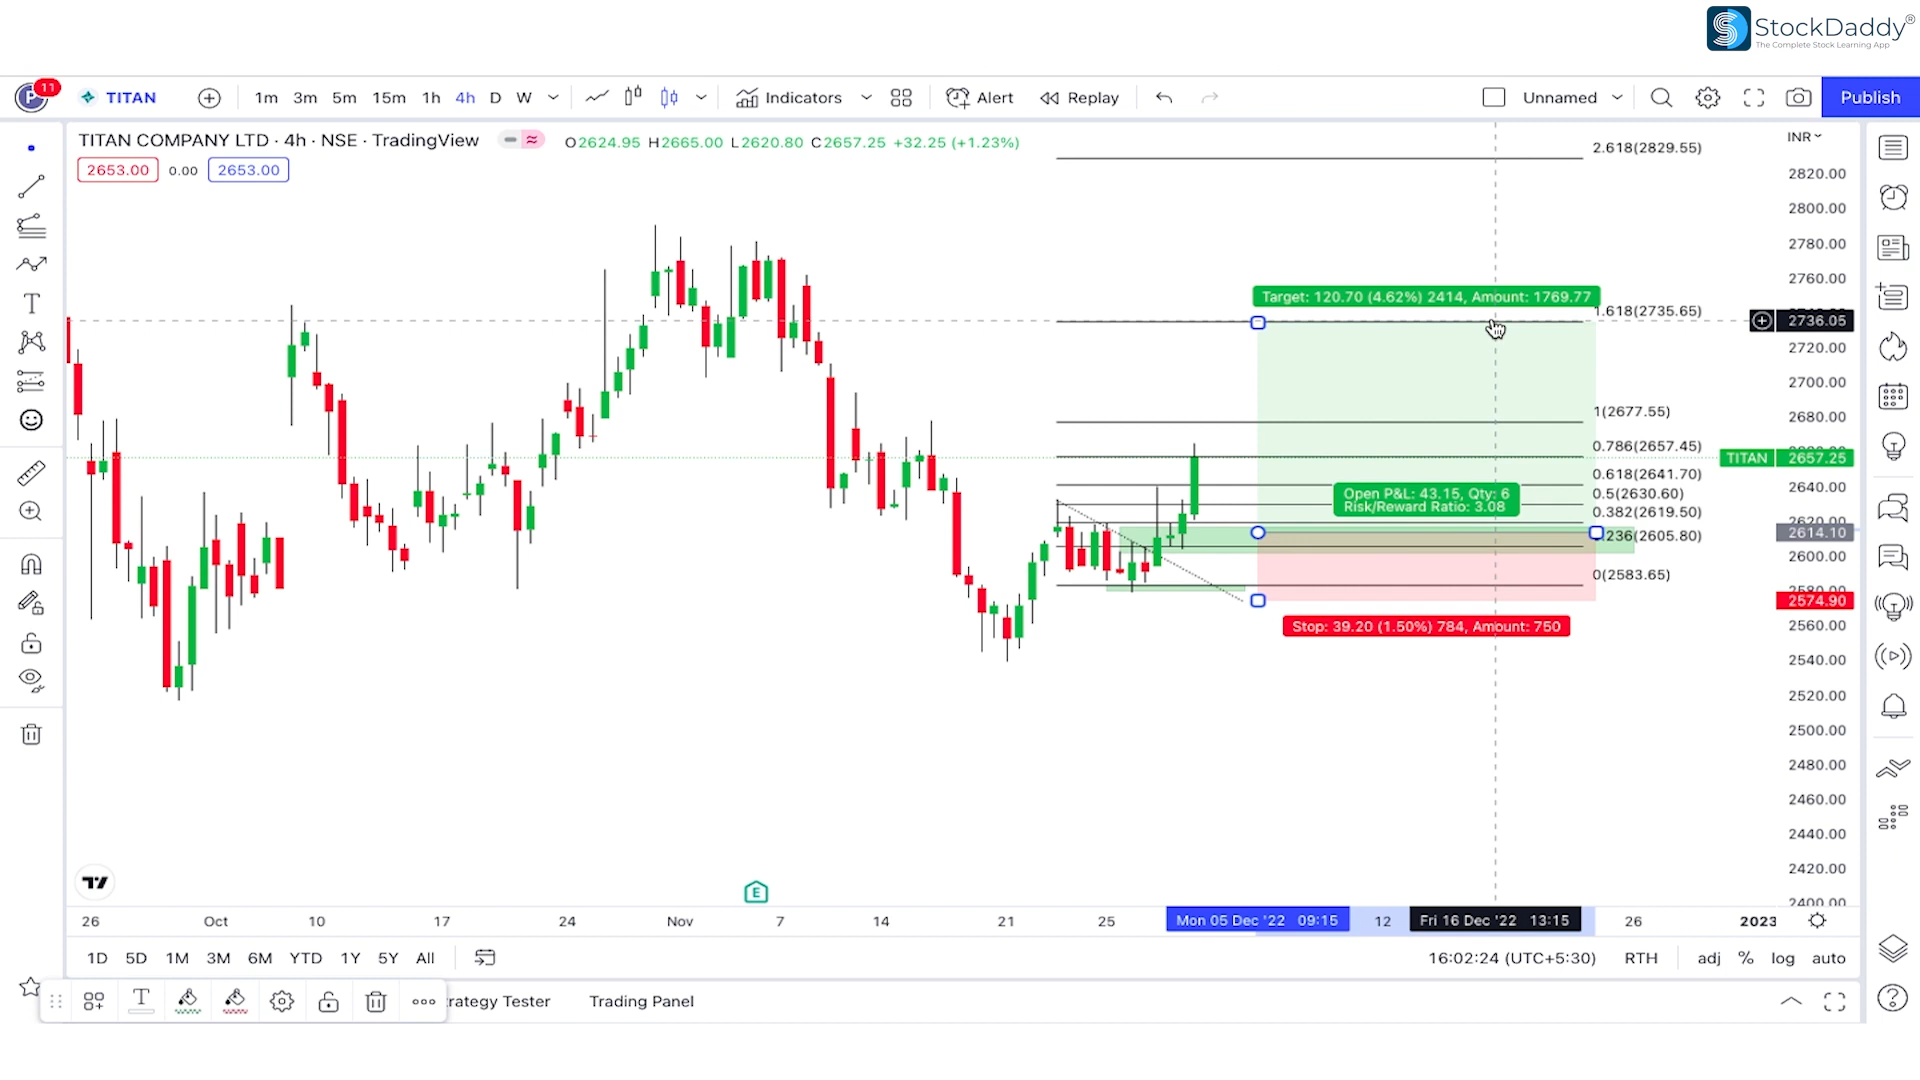 StockDaddy®
The Complete Stock Learning App
11
TITAN
1m 3m 5m 15m 1h 4h D W
Indicators
Alert
Replay
Unnamed
Publish
TITAN COMPANY LTD · 4h · NSE · TradingView
O2624.95 H2665.00 L2620.80 C2657.25 +32.25 (+1.23%)
2653.00 0.00 2653.00
INR
2.618(2829.55)
2820.00
2800.00
2780.00
2760.00
Target: 120.70 (4.62%) 2414, Amount: 1769.77
1.618(2735.65)
2736.05
2720.00
2700.00
1(2677.55)
2680.00
0.786(2657.45)
TITAN 2657.25
0.618(2641.70)
2640.00
Open P&L: 43.15, Qty: 6
Risk/Reward Ratio: 3.08
0.5(2630.60)
0.382(2619.50)
2614.10
.236(2605.80)
2600.00
0(2583.65)
2574.90
Stop: 39.20 (1.50%) 784, Amount: 750
2560.00
2540.00
2520.00
2500.00
2480.00
2460.00
2440.00
2420.00
2400.00
E
26 Oct 10 17 24 Nov 7 14 21 25 Mon 05 Dec '22 09:15 12 Fri 16 Dec '22 13:15 26 2023
1D 5D 1M 3M 6M YTD 1Y 5Y All
16:02:24 (UTC+5:30) RTH adj % log auto
trategy Tester Trading Panel